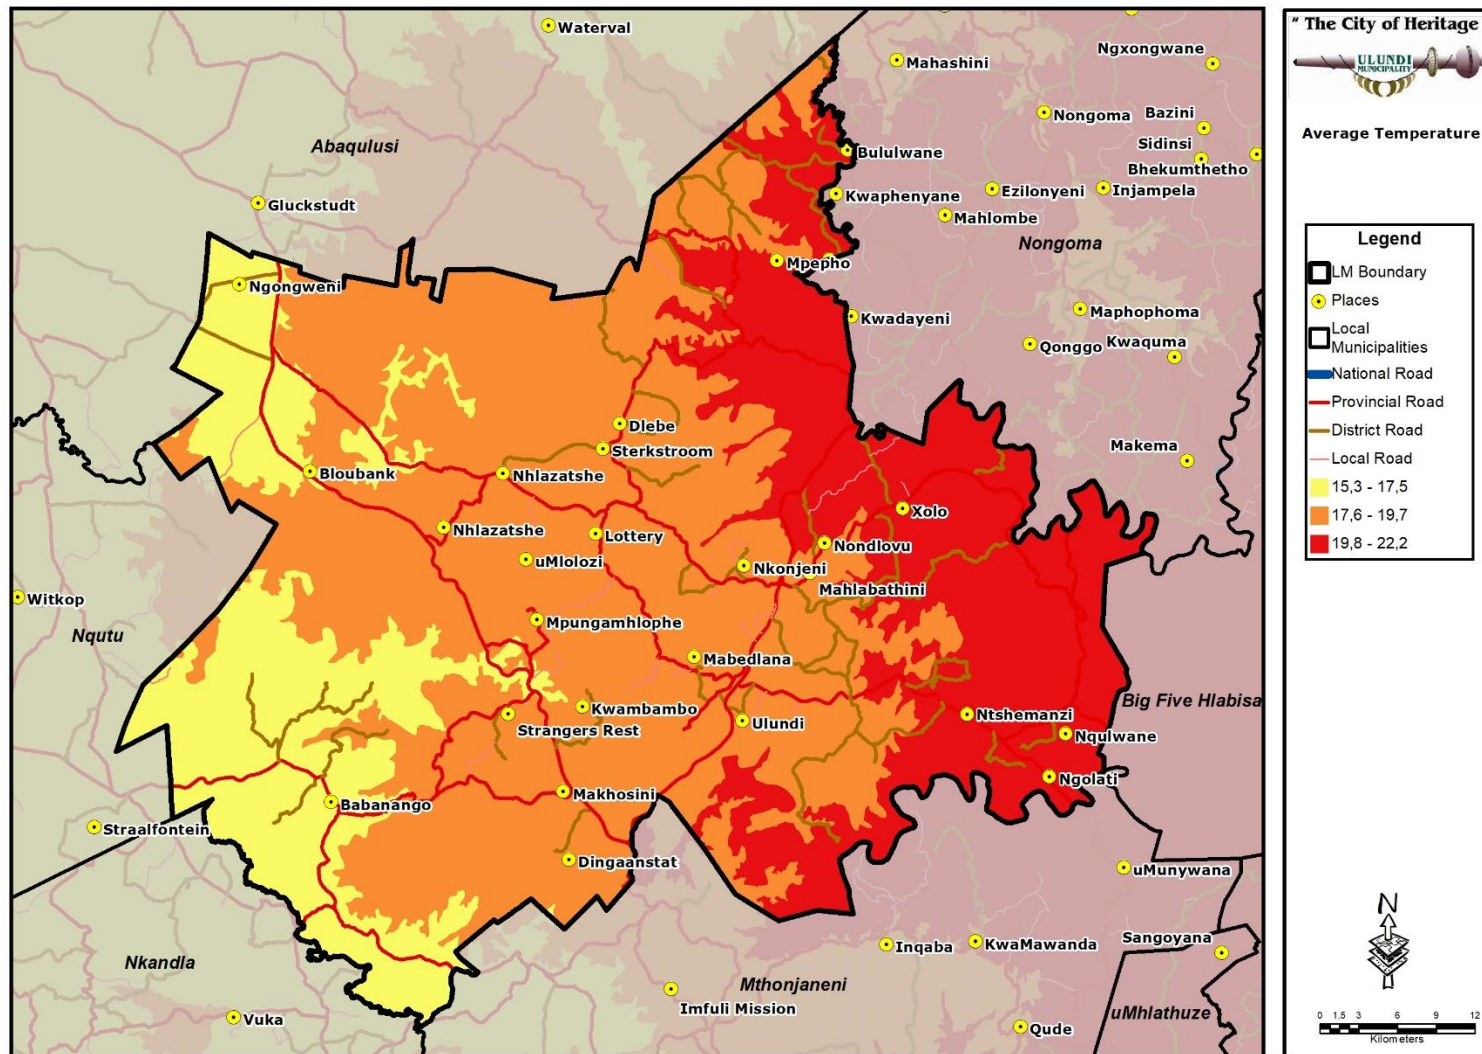 Waterval
Mahashini
Ngxongwane
Nongoma
Bazini
Sidinsi
Bhekumthetho
Abaqulusi
Bululwane
Kwaphenyane
Ezilonyeni
Injampela
Gluckstudt
Mahlombe
Nongoma
Mpepho
Ngongweni
Kwadayeni
Maphophoma
Qonggo
Kwaquma
Dlebe
Sterkstroom
Makema
Bloubank
Nhlazatshe
Xolo
Nhlazatshe
Lottery
Nondlovu
uMlolozi
Nkonjeni
Mahlabathini
Witkop
Nqutu
Mpungamhlophe
Mabedlana
Big Five Hlabisa
Kwambambo
Strangers Rest
Ulundi
Ntshemanzi
Nqulwane
Ngolati
Babanango
Makhosini
Straalfontein
Dingaanstat
uMunywana
Nkandla
Inqaba
KwaMawanda
Sangoyana
Mthonjaneni
Imfuli Mission
uMhlathuze
Vuka
Qude
" The City of Heritage
ULUNDI
MUNICIPALITY
Average Temperature
Legend
LM Boundary
Places
Local
Municipalities
National Road
Provincial Road
District Road
Local Road
15,3 - 17,5
17,6 - 19,7
19,8 - 22,2
N
0 1.5 3 6 9 12
Kilometers